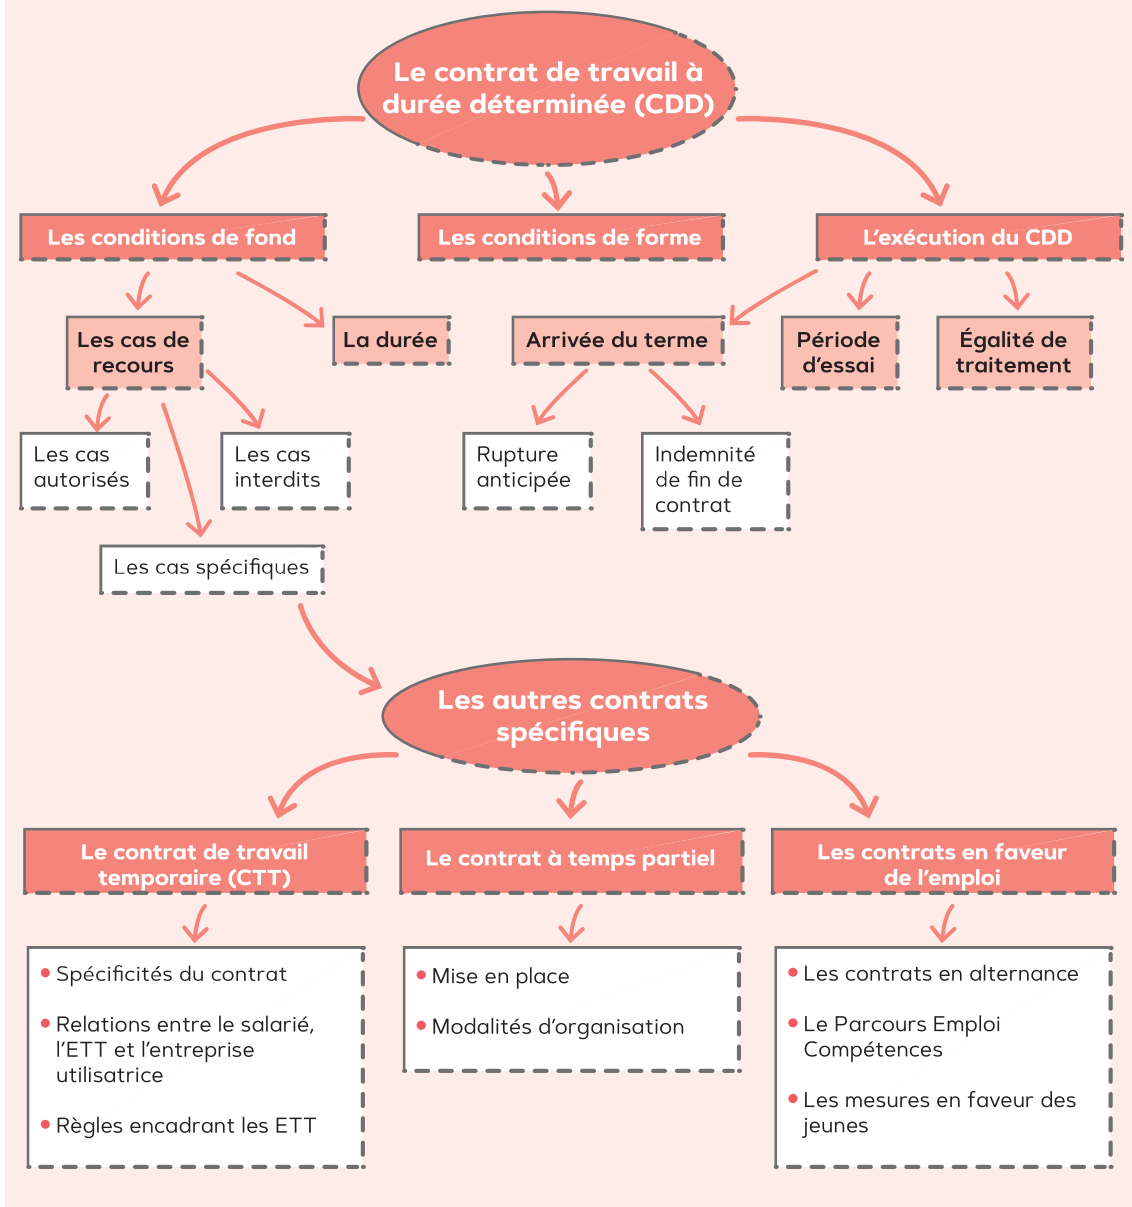 Le contrat de travail à
durée déterminée (CDD)
Les conditions de fond
Les conditions de forme
L’exécution du CDD
Les cas de
recours
La durée
Arrivée du terme
Période
d’essai
Égalité de
traitement
Les cas
autorisés
Les cas
interdits
Rupture
anticipée
Indemnité
de fin de
contrat
Les cas spécifiques
Les autres contrats
spécifiques
Le contrat de travail
temporaire (CTT)
Le contrat à temps partiel
Les contrats en faveur
de l’emploi
• Spécificités du contrat
• Relations entre le salarié,
l’ETT et l’entreprise
utilisatrice
• Règles encadrant les ETT
• Mise en place
• Modalités d’organisation
• Les contrats en alternance
• Le Parcours Emploi
Compétences
• Les mesures en faveur des
jeunes